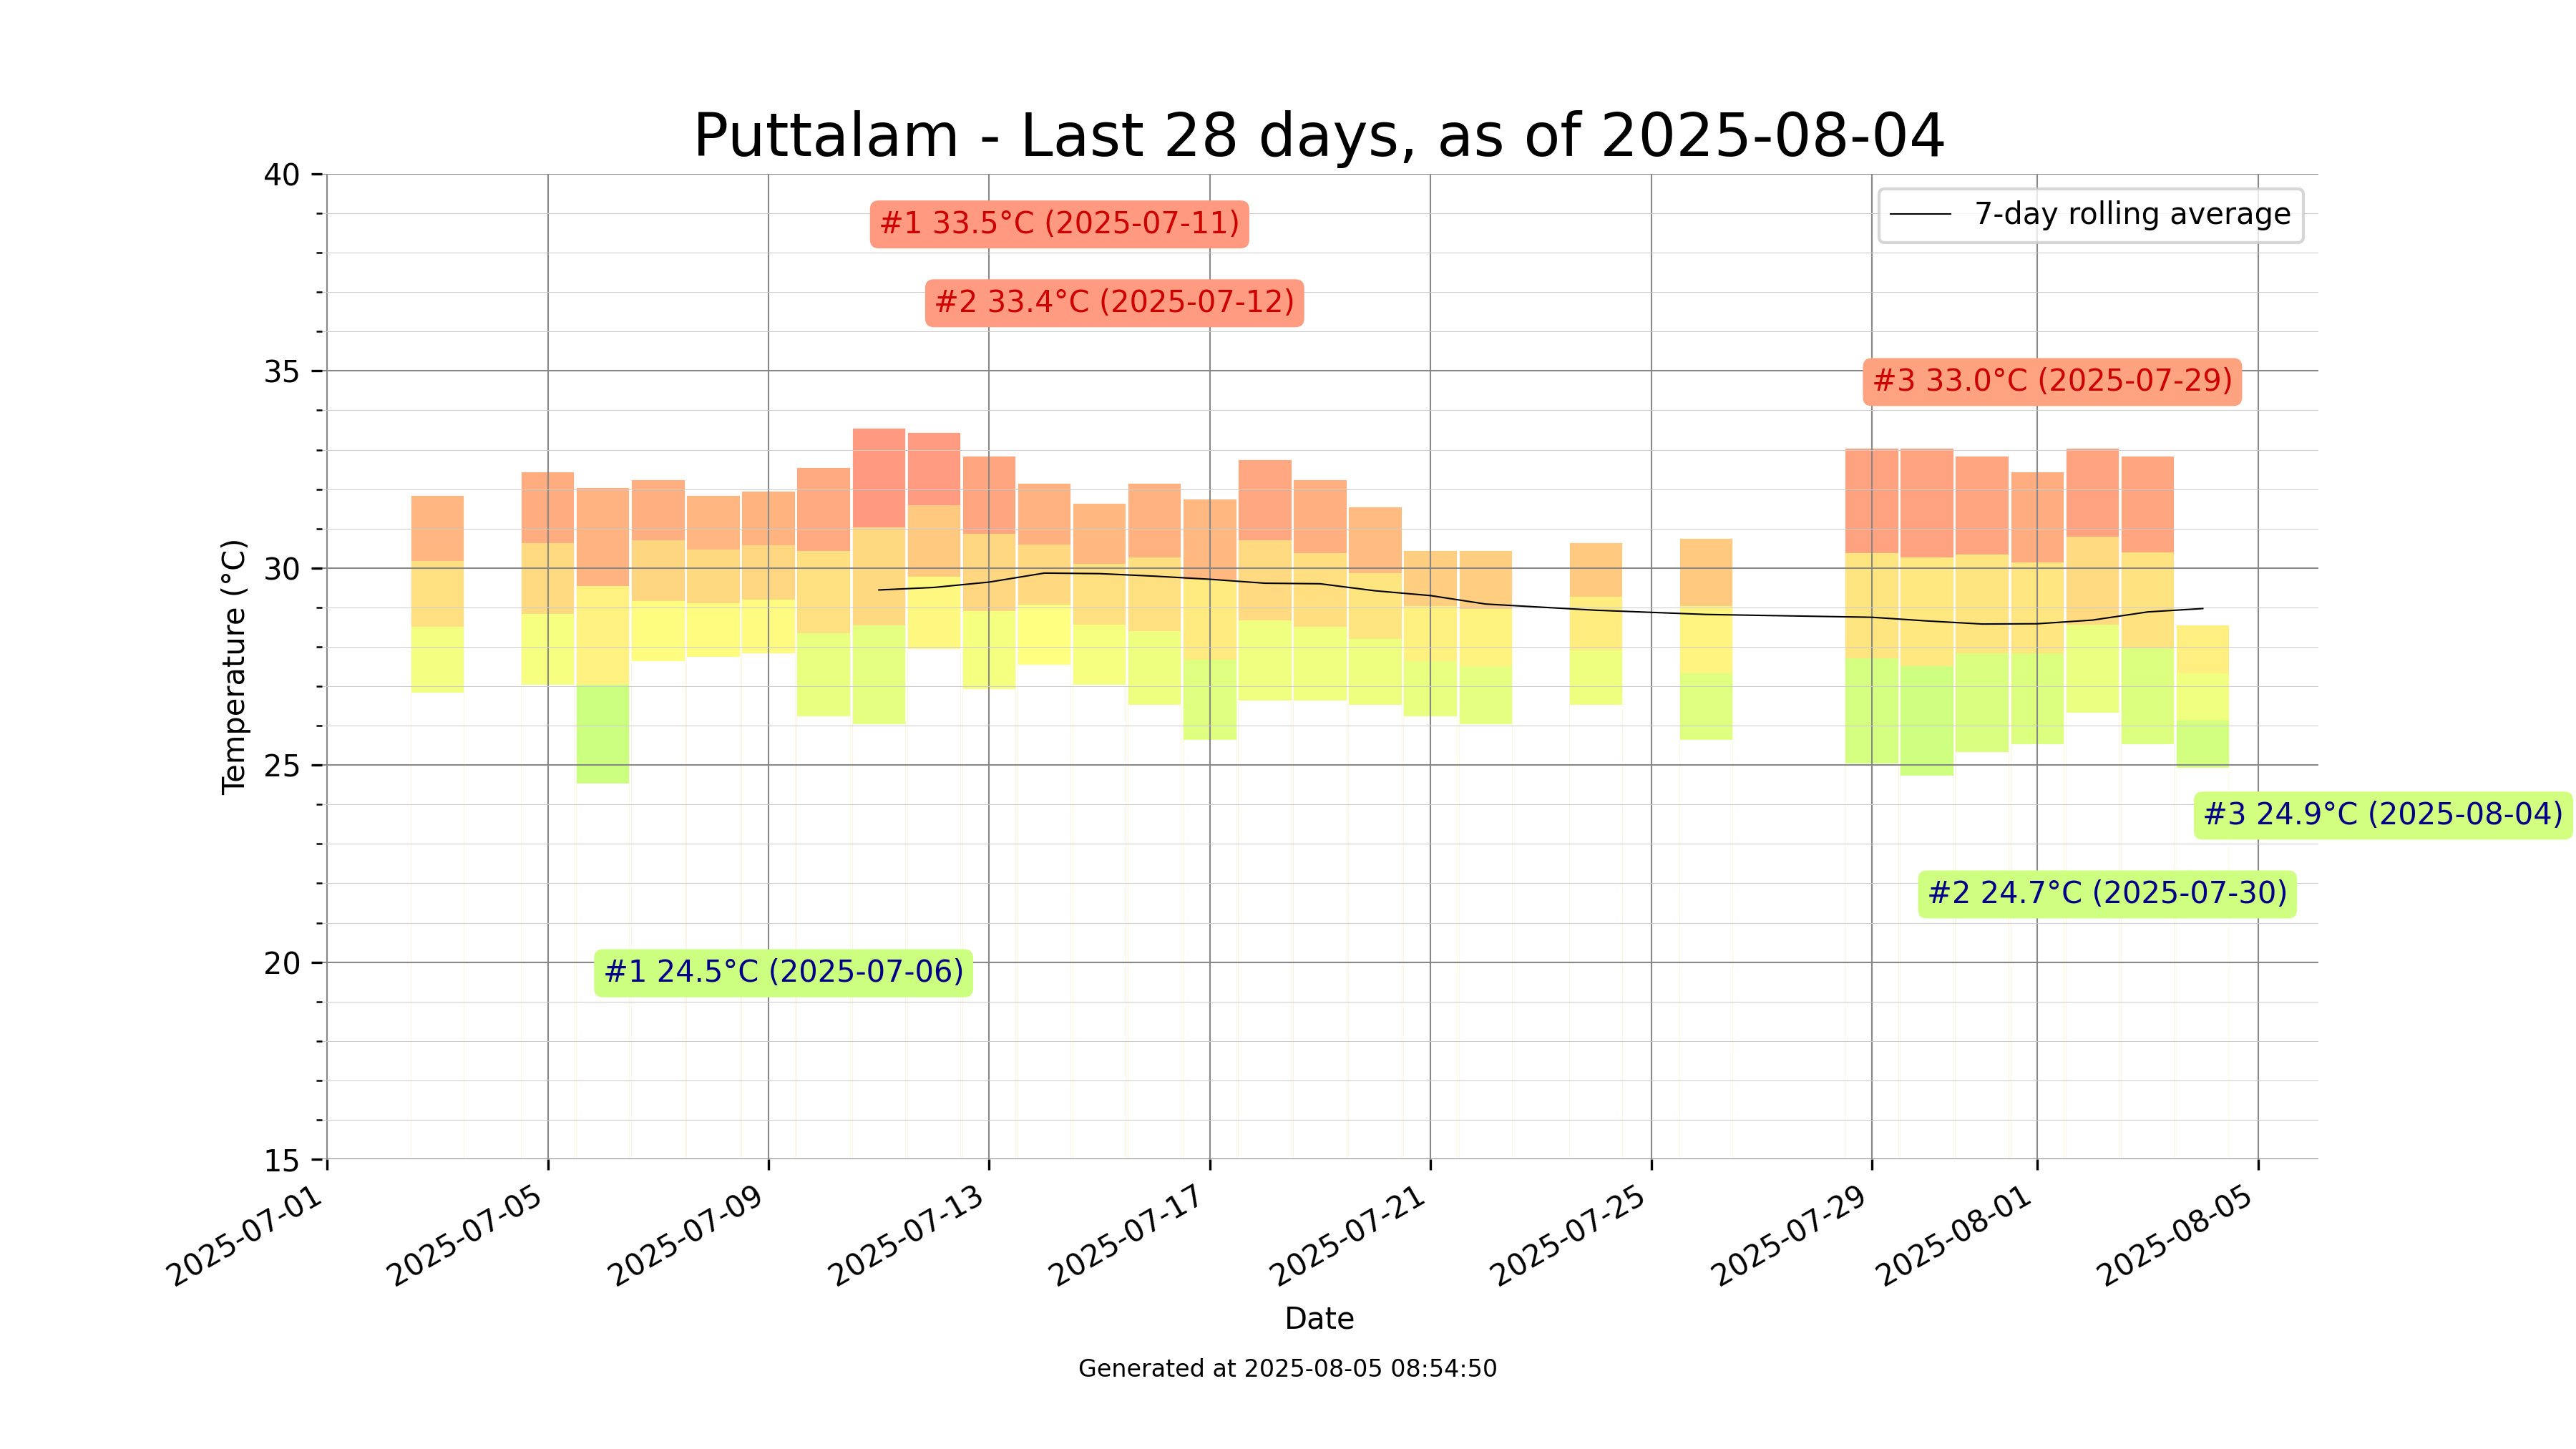 Puttalam - Last 28 days, as of 2025-08-04
40
35
30
25
20
15
Temperature (°C)
7-day rolling average
#1 33.5°C (2025-07-11)
#2 33.4°C (2025-07-12)
#3 33.0°C (2025-07-29)
#3 24.9°C (2025-08-04)
#2 24.7°C (2025-07-30)
#1 24.5°C (2025-07-06)
2025-07-01
2025-07-05
2025-07-09
2025-07-13
2025-07-17
2025-07-21
2025-07-25
2025-07-29
2025-08-01
2025-08-05
Date
Generated at 2025-08-05 08:54:50